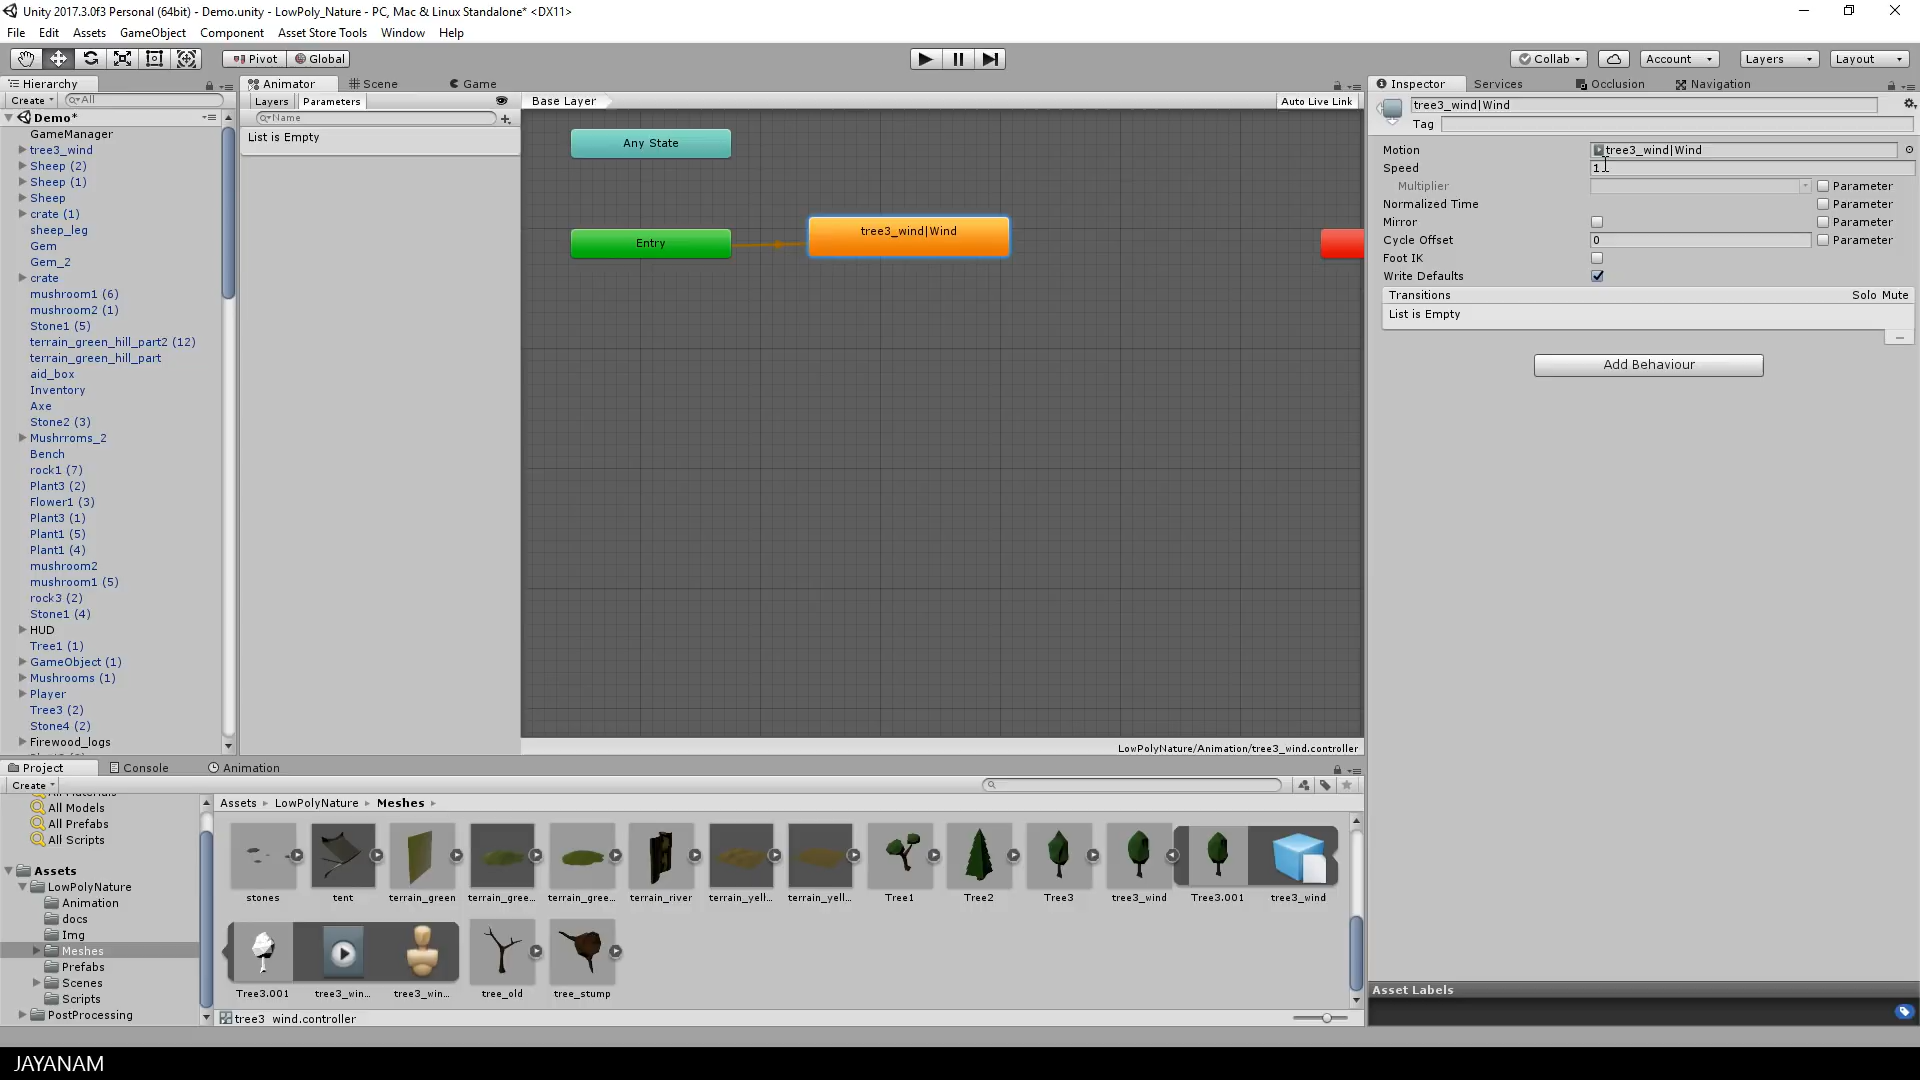 Unity 2017.3.0f3 Personal (64bit) - Demo.unity - LowPoly_Nature - PC, Mac & Linux Standalone* <DX11>
File Edit Assets GameObject Component Asset Store Tools Window Help
Pivot Global Collab Account Layers Layout
Hierarchy
Create All
Demo*
GameManager
tree3_wind
Sheep (2)
Sheep (1)
Sheep
crate (1)
sheep_leg
Gem
Gem_2
crate
mushroom1 (6)
mushroom2 (1)
Stone1 (5)
terrain_green_hill_part2 (12)
terrain_green_hill_part
aid_box
Inventory
Axe
Stone2 (3)
Mushrroms_2
Bench
rock1 (7)
Plant3 (2)
Flower1 (3)
Plant3 (1)
Plant1 (5)
Plant1 (4)
mushroom2
mushroom1 (5)
rock3 (2)
Stone1 (4)
HUD
Tree1 (1)
GameObject (1)
Mushrooms (1)
Player
Tree3 (2)
Stone4 (2)
Firewood_logs
Animator Scene Game
Layers Parameters
Name
List is Empty
Base Layer Auto Live Link
Any State
Entry
tree3_wind|Wind
LowPolyNature/Animation/tree3_wind.controller
Inspector Services Occlusion Navigation
tree3_wind|Wind
Tag
Motion tree3_wind|Wind
Speed 1
Multiplier Parameter
Normalized Time Parameter
Mirror Parameter
Cycle Offset 0 Parameter
Foot IK
Write Defaults
Transitions Solo Mute
List is Empty
Add Behaviour
Asset Labels
Project Console Animation
Create
All Models
All Prefabs
All Scripts
Assets
LowPolyNature
Animation
docs
Img
Meshes
Prefabs
Scenes
Scripts
PostProcessing
Assets LowPolyNature Meshes
stones tent terrain_green terrain_gree... terrain_gree... terrain_river terrain_yell... terrain_yell... Tree1 Tree2 Tree3 tree3_wind Tree3.001 tree3_wind
Tree3.001 tree3_win... tree3_win... tree_old tree_stump
tree3_wind.controller
JAYANAM